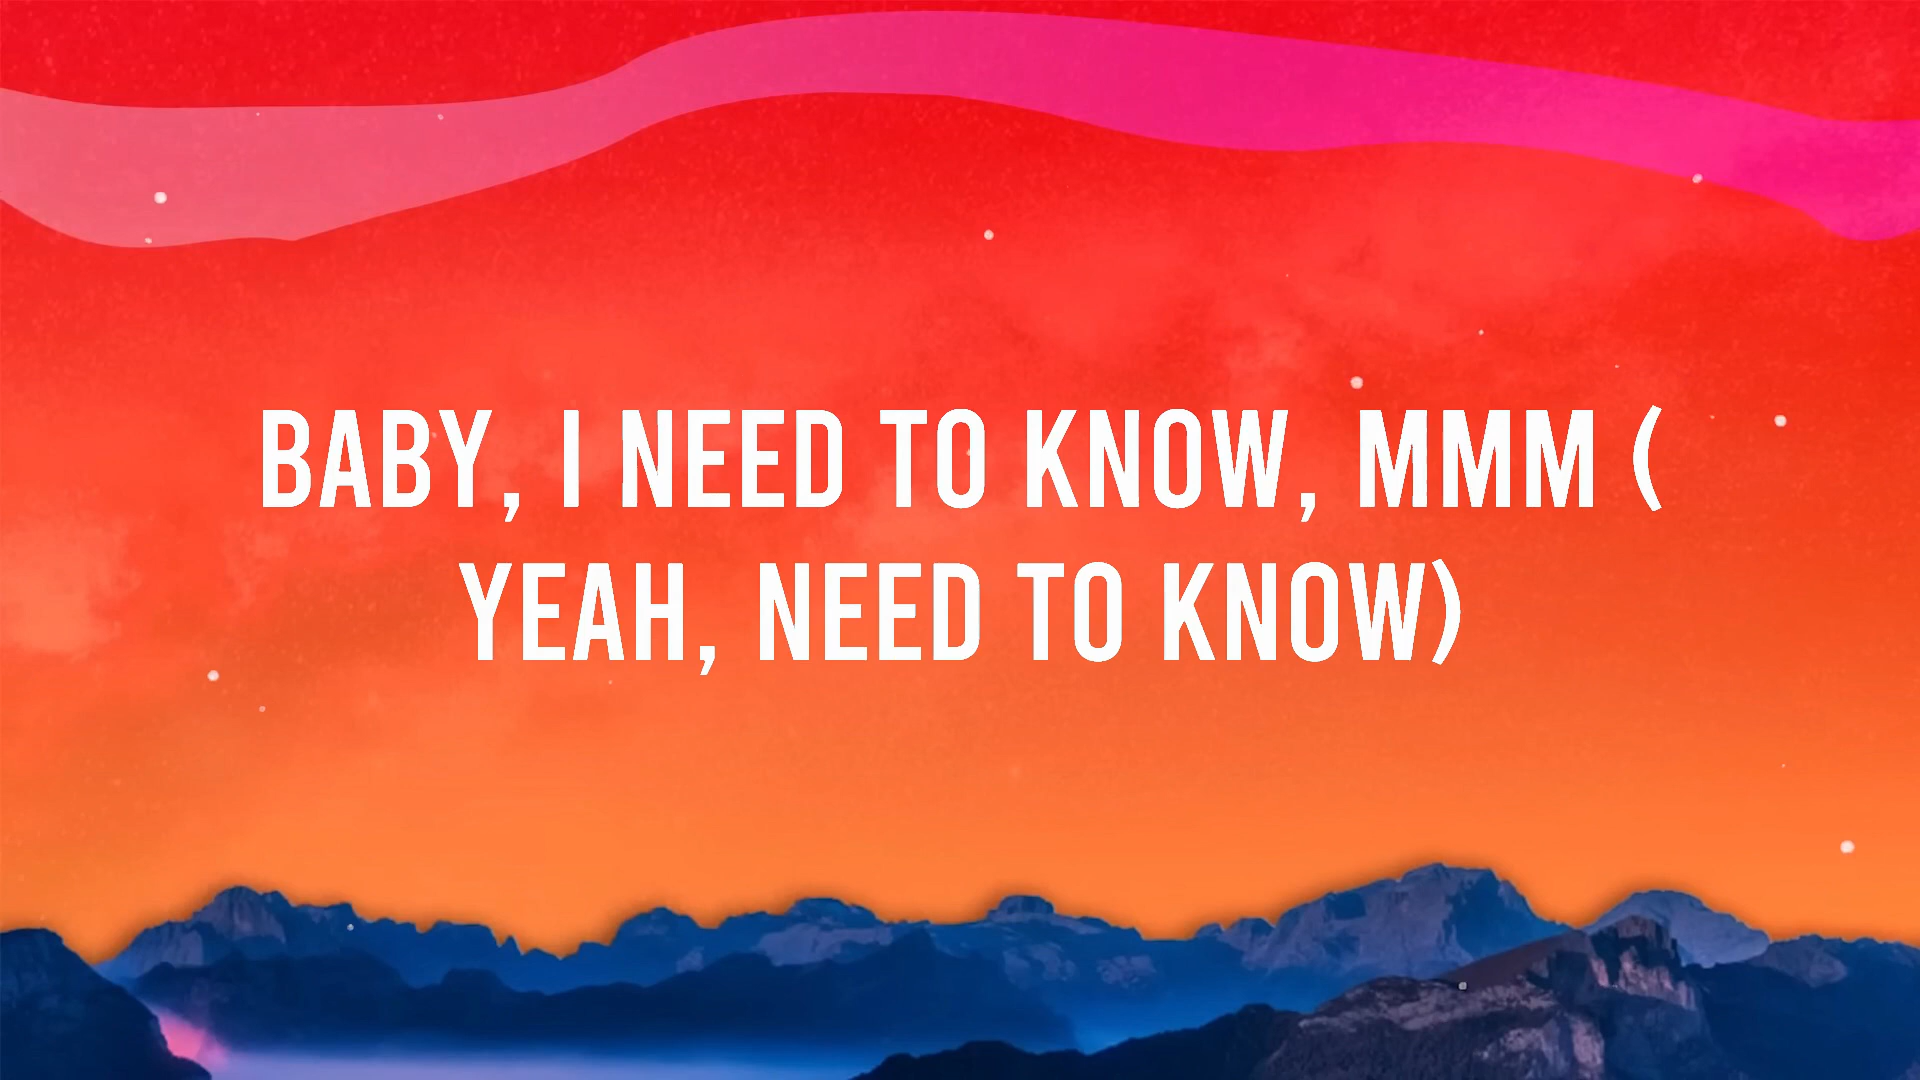 BABY, I NEED TO KNOW, MMM (
YEAH, NEED TO KNOW)